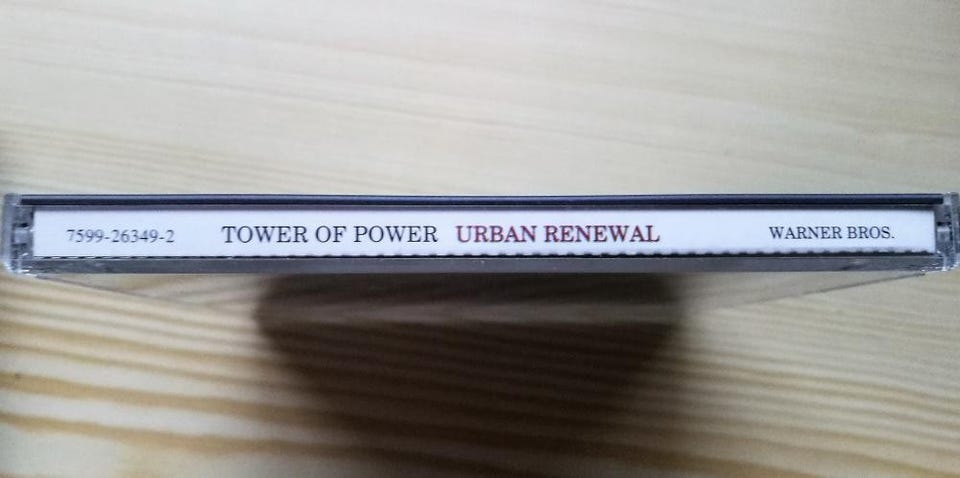 7599-26349-2 TOWER OF POWER URBAN RENEWAL WARNER BROS.